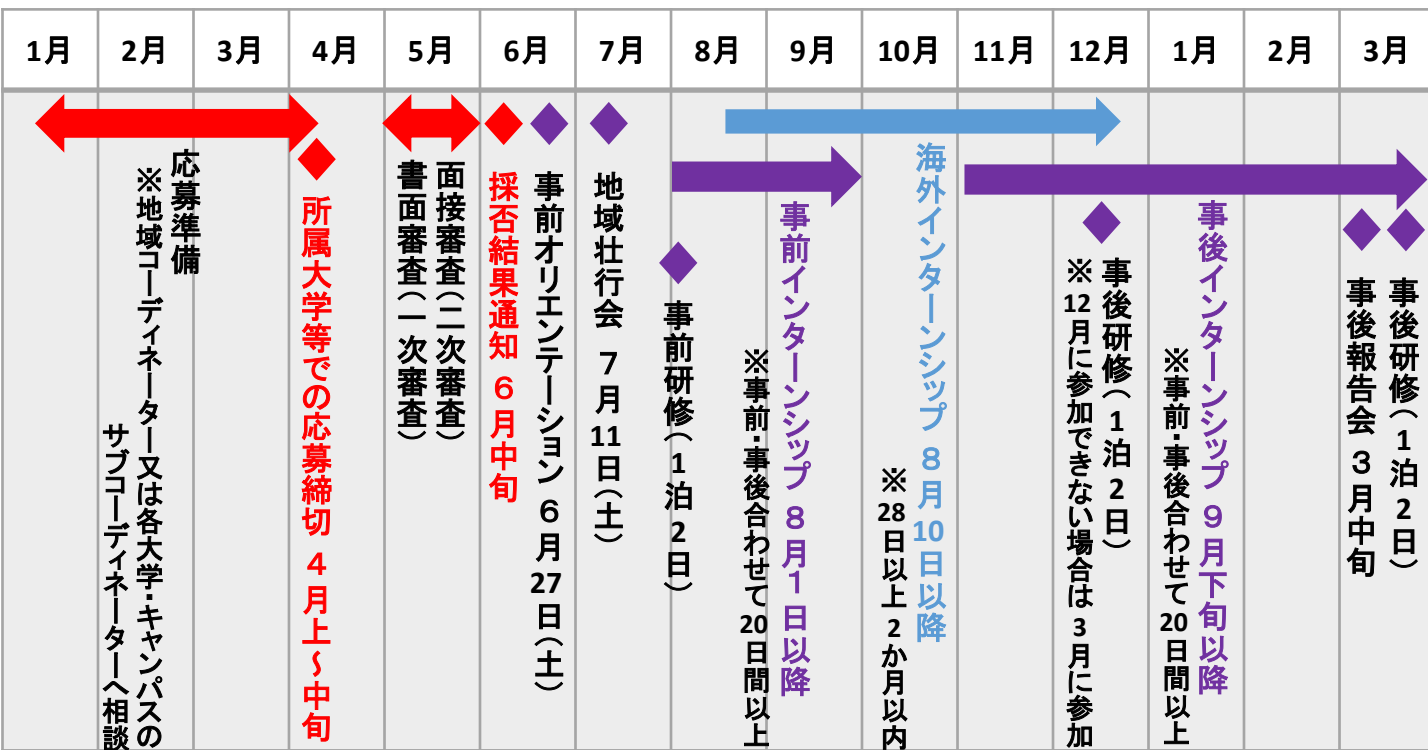 1月
2月
3月
4月
5月
6月
7月
8月
9月
10月
11月
12月
1月
2月
3月
応募準備
※地域コーディネーター又は各大学・キャンパスの
サブコーディネーターへ相談
所属大学等での応募締切 4月上~中旬
書面審査(一次審査)
面接審査(二次審査)
採否結果通知 6月中旬
事前オリエンテーション 6月27日(土)
地域壮行会 7月11日(土)
事前研修(1泊2日)
事前インターンシップ 8月1日以降
※事前・事後合わせて20日間以上
海外インターンシップ 8月10日以降
※28日以上2か月以内
事後研修(1泊2日)
※12月に参加できない場合は3月に参加
事後インターンシップ 9月下旬以降
※事前・事後合わせて20日間以上
事後報告会 3月中旬
事後研修(1泊2日)